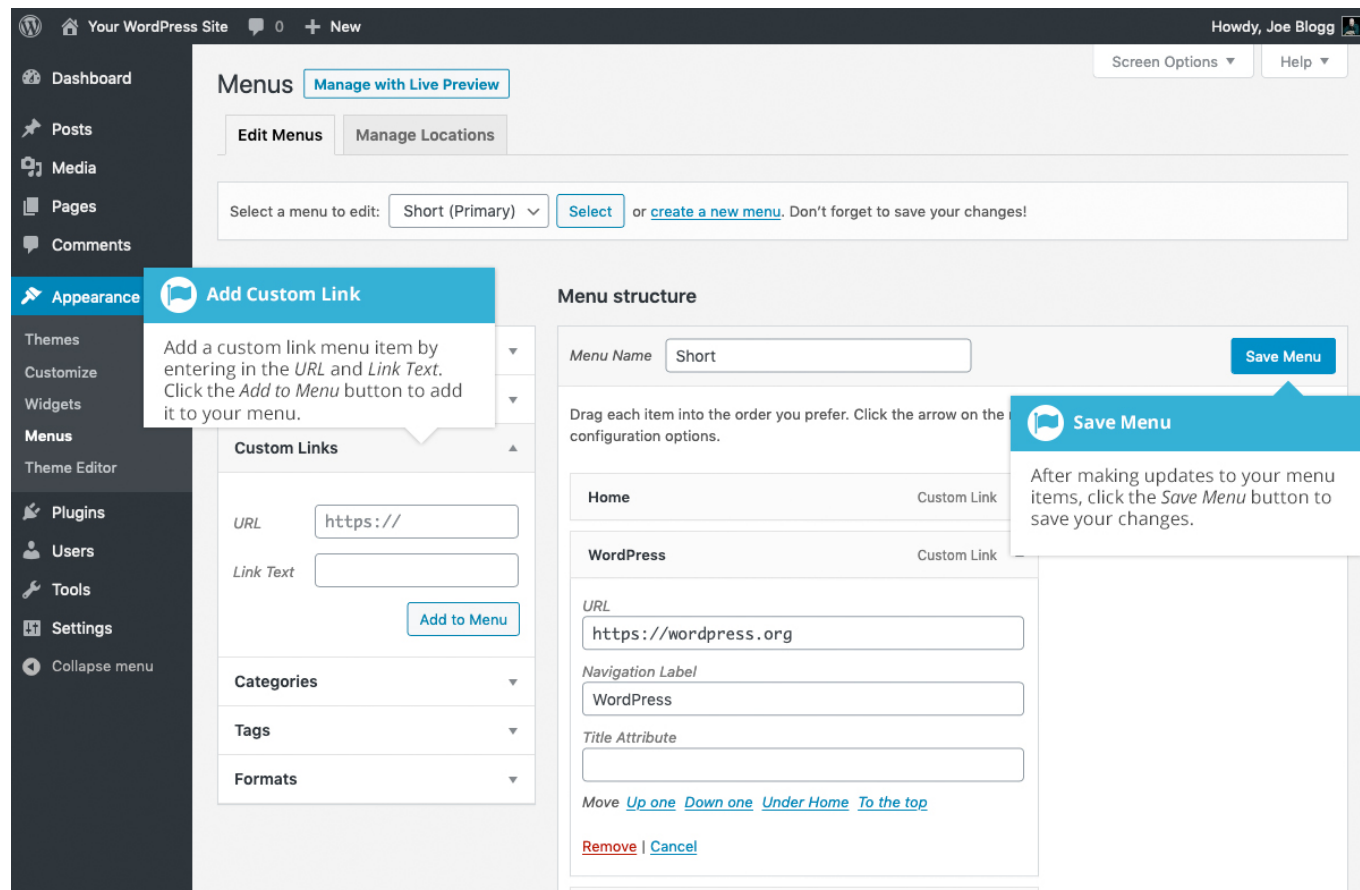 Your WordPress Site 0 + New Howdy, Joe Blogg
Screen Options ▼ Help ▼
Dashboard
Posts
Media
Pages
Comments
Appearance
Themes
Customize
Widgets
Menus
Theme Editor
Plugins
Users
Tools
Settings
Collapse menu
Menus Manage with Live Preview
Edit Menus Manage Locations
Select a menu to edit: Short (Primary) Select or create a new menu. Don't forget to save your changes!
Add Custom Link
Add a custom link menu item by
entering in the URL and Link Text.
Click the Add to Menu button to add
it to your menu.
Custom Links
URL https://
Link Text
Add to Menu
Categories
Tags
Formats
Menu structure
Menu Name Short Save Menu
Drag each item into the order you prefer. Click the arrow on the
configuration options.
Save Menu
After making updates to your menu
items, click the Save Menu button to
save your changes.
Home Custom Link
WordPress Custom Link
URL
https://wordpress.org
Navigation Label
WordPress
Title Attribute
Move Up one Down one Under Home To the top
Remove | Cancel